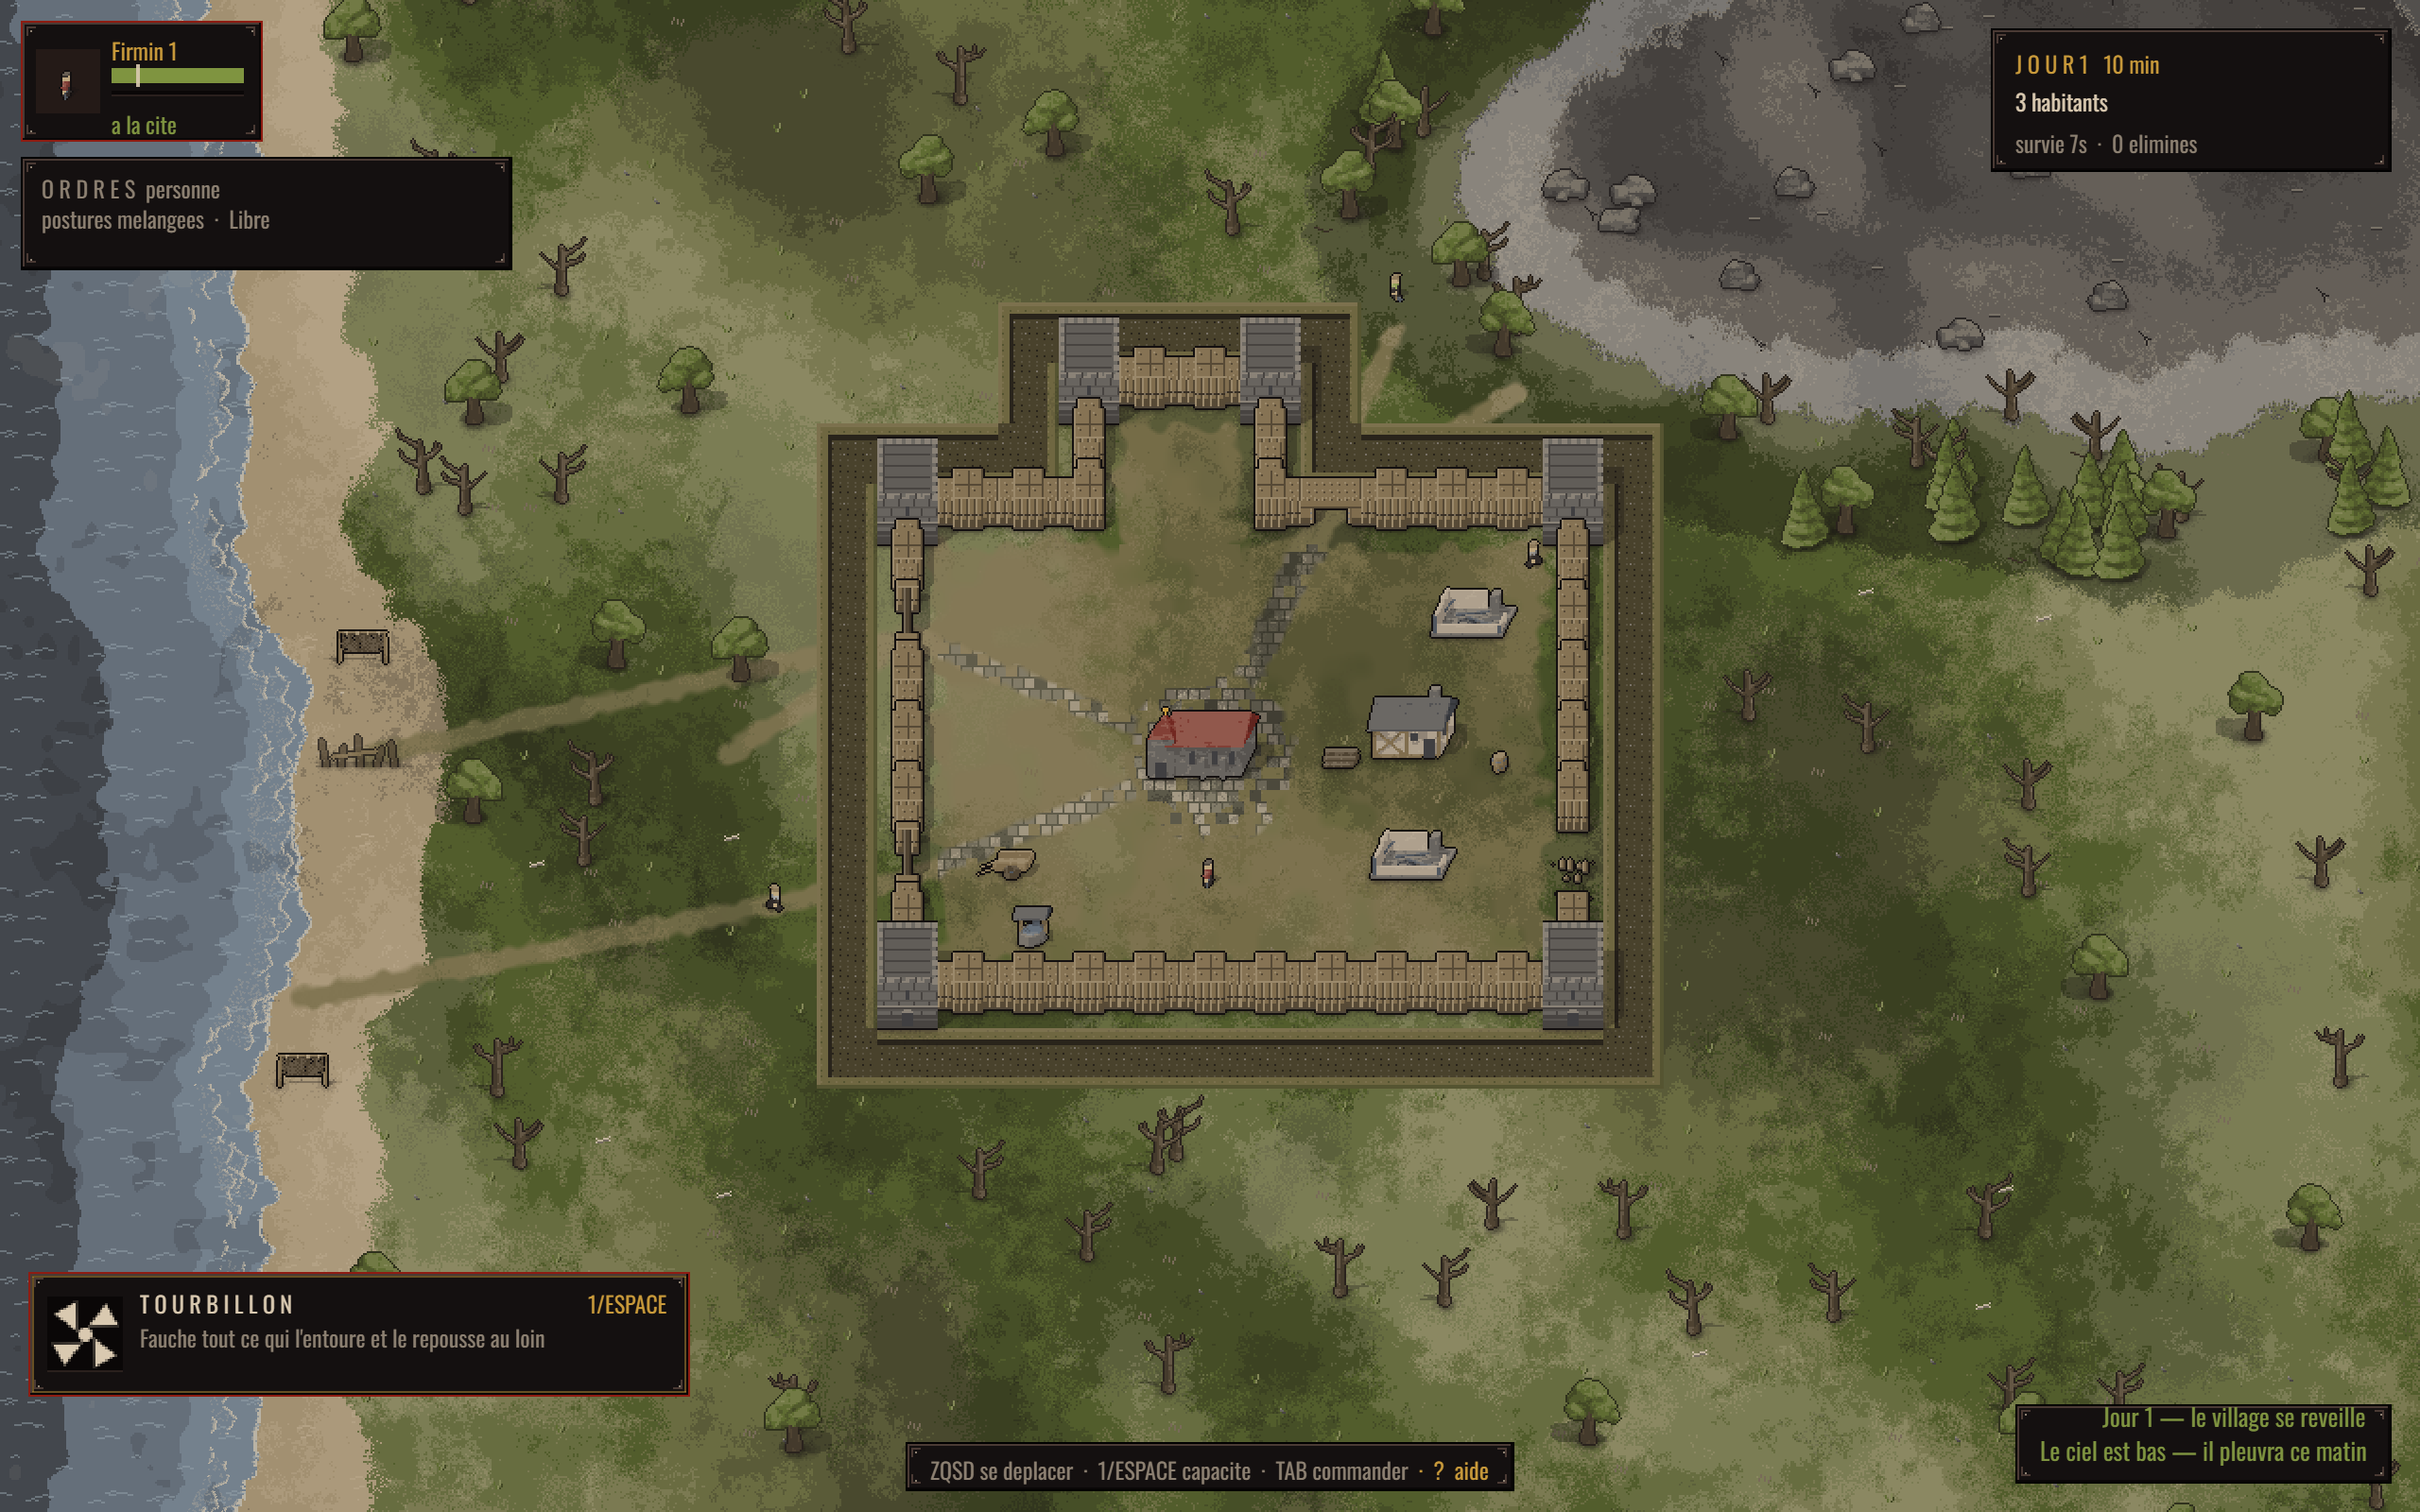 Firmin 1
a la cite
ORDRES personne
postures melangees · Libre
JOUR 1 10 min
3 habitants
survie 7s · 0 elimines
TOURBILLON 1/ESPACE
Fauche tout ce qui l'entoure et le repousse au loin
ZQSD se deplacer · 1/ESPACE capacite · TAB commander · ? aide
Jour 1 — le village se reveille
Le ciel est bas — il pleuvra ce matin